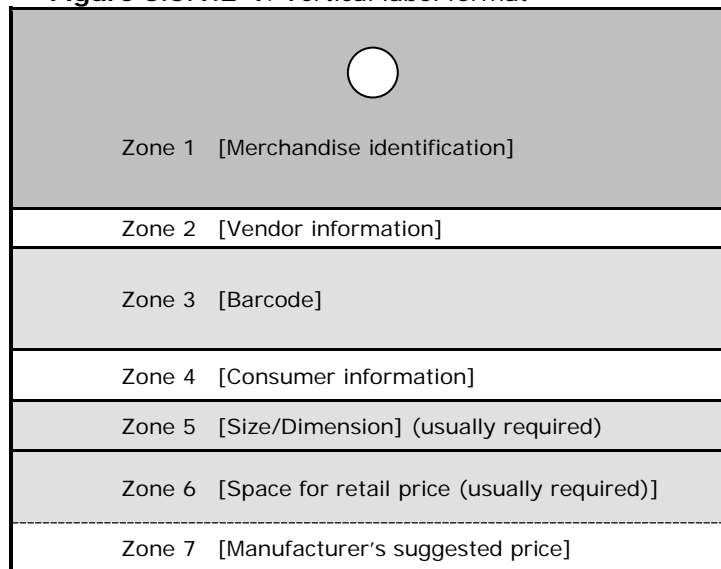 Zone 1 [Merchandise identification]
Zone 2 [Vendor information]
Zone 3 [Barcode]
Zone 4 [Consumer information]
Zone 5 [Size/Dimension] (usually required)
Zone 6 [Space for retail price (usually required)]
Zone 7 [Manufacturer's suggested price]